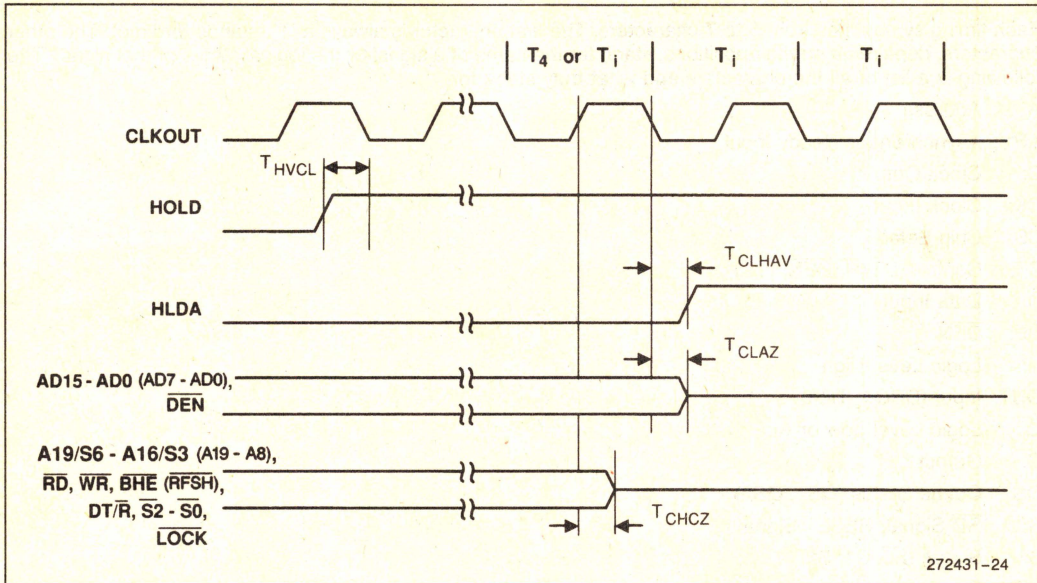 T4 or Ti Ti Ti
CLKOUT
THVCL
HOLD
TCLHAV
HLDA
TCLAZ
AD15 - AD0 (AD7 - AD0),
DEN
A19/S6 - A16/S3 (A19 - A8),
RD, WR, BHE (RFSH),
DT/R, S2 - S0,
LOCK
TCHCZ
272431-24